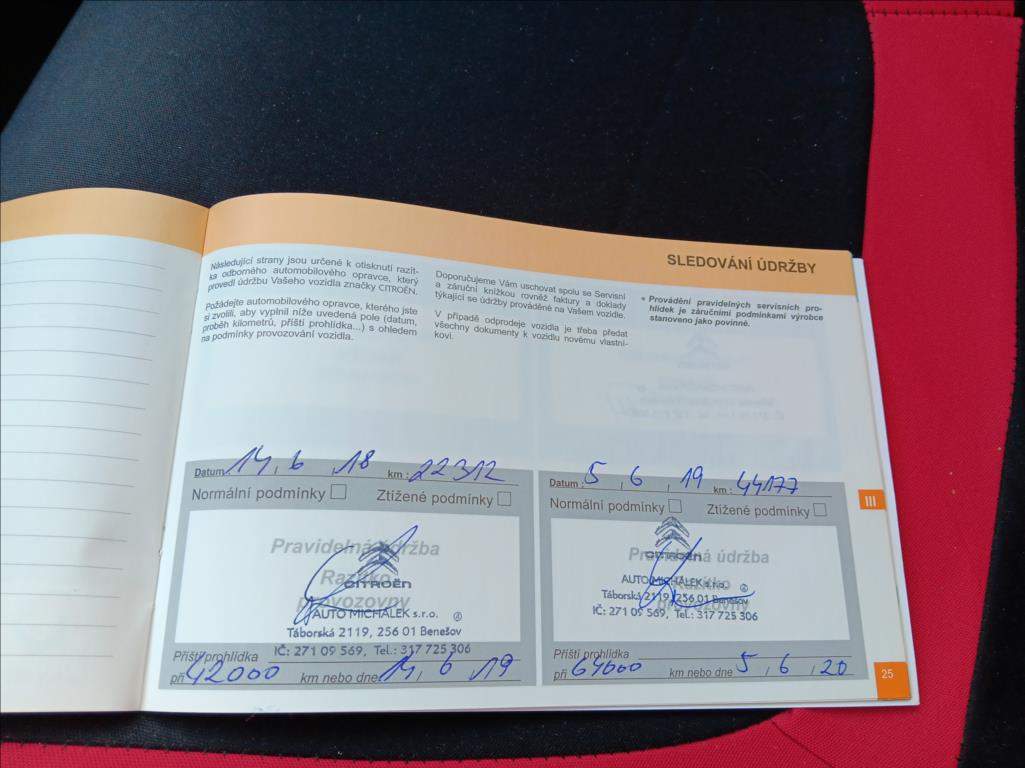 SLEDOVÁNÍ ÚDRŽBY
Následující strany jsou určené k otisknutí razít-
ka odborného automobilového opravce, který
provedl údržbu Vašeho vozidla značky CITROËN.
Požádejte automobilového opravce, kterého jste
si zvolili, aby vyplnil níže uvedená pole (datum,
proběh kilometrů, příští prohlídka...) s ohledem
na podmínky provozování vozidla.
Doporučujeme Vám uschovat spolu se Servisní
a záruční knížkou rovněž faktury a doklady
týkající se údržby prováděné na Vašem vozidle.
V případě odprodeje vozidla je třeba předat
všechny dokumenty k vozidlu novému vlastní-
kovi.
• Provádění pravidelných servisních pro-
hlídek je záručními podmínkami výrobce
stanoveno jako povinné.
Datum 14, 6, 18 km: 22312
Normální podmínky Ztížené podmínky
Pravidelná údržba
Razítko
provozovny
CITROËN
AUTO MICHÁLEK s.r.o.
Táborská 2119, 256 01 Benešov
IČ: 271 09 569, Tel.: 317 725 306
Příští prohlídka
při 42000 km nebo dne 14, 6, 19
Datum: 5, 6, 19 km: 44177
Normální podmínky Ztížené podmínky
Pravidelná údržba
Razítko
provozovny
CITROËN
AUTO MICHÁLEK s.r.o.
Táborská 2119, 256 01 Benešov
IČ: 271 09 569, Tel.: 317 725 306
Příští prohlídka
při 64000 km nebo dne 5, 6, 20
III
25